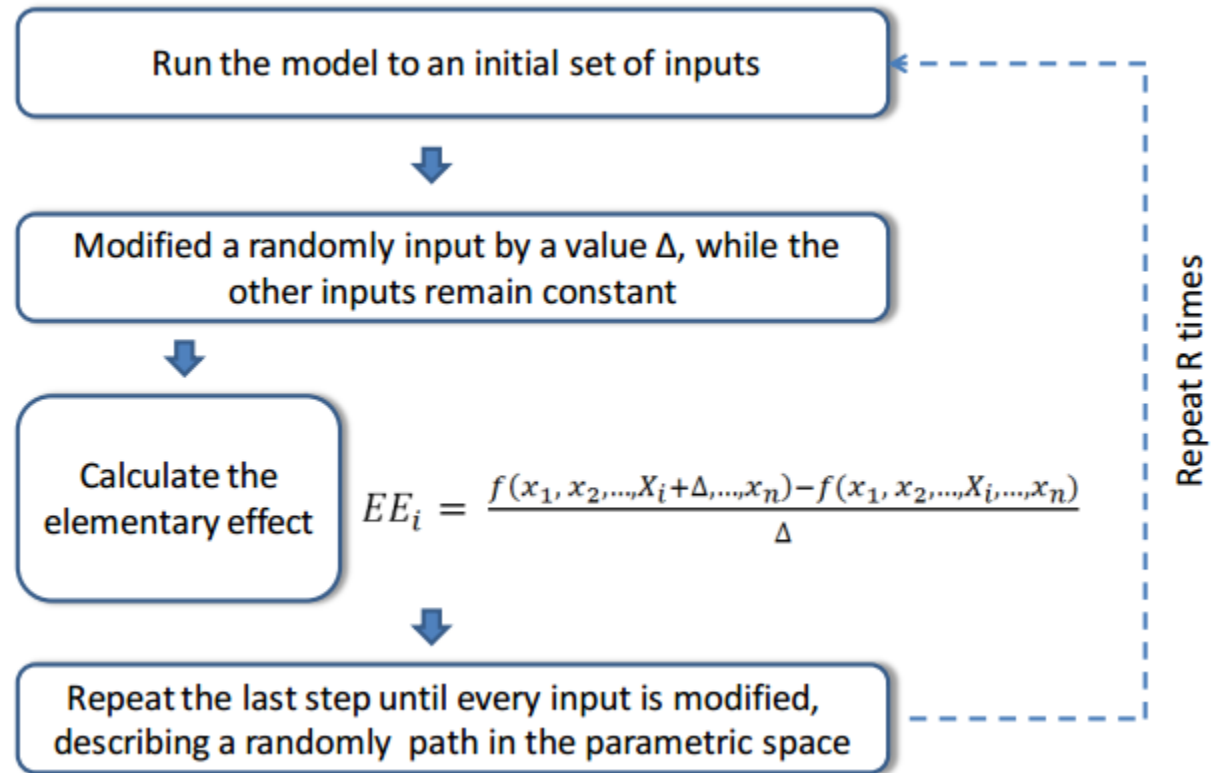 Run the model to an initial set of inputs
Modified a randomly input by a value Δ, while the
other inputs remain constant
Calculate the
elementary effect
EE_i = \frac{f(x_1, x_2,...,X_i+Δ,...,x_n)−f(x_1, x_2,...,X_i,...,x_n)}{Δ}
Repeat the last step until every input is modified,
describing a randomly path in the parametric space
Repeat R times